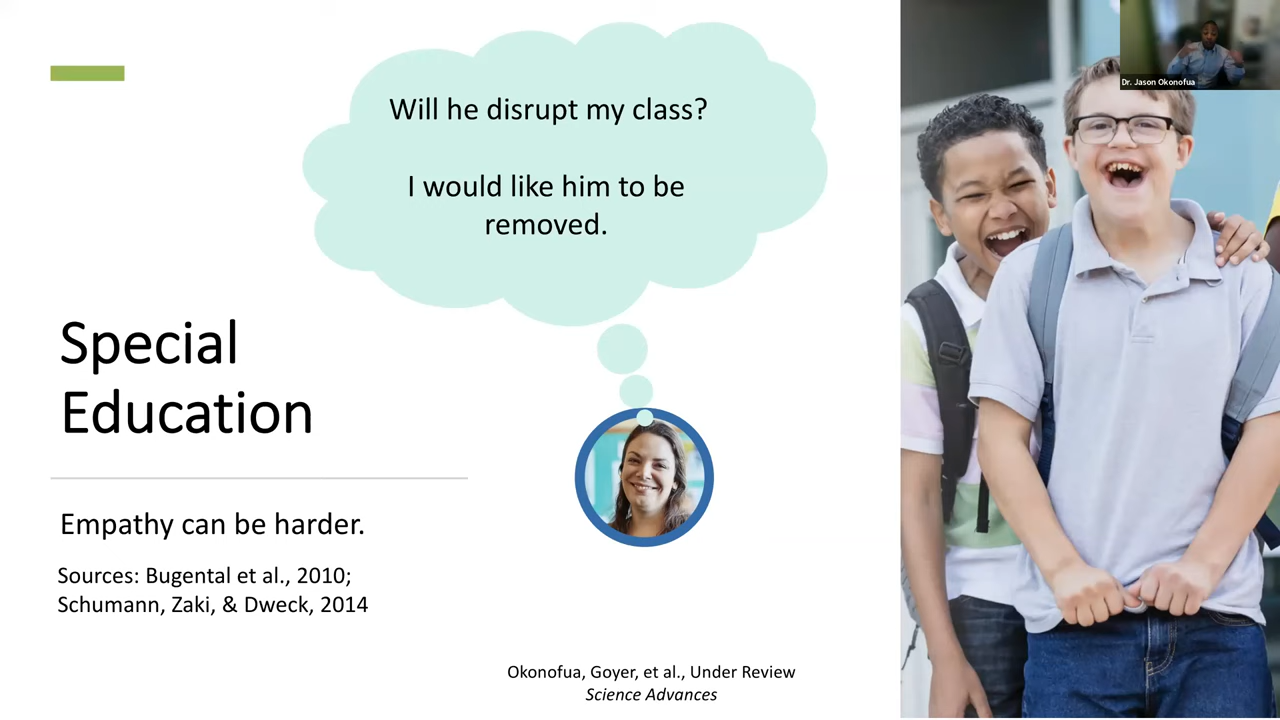 Will he disrupt my class?
I would like him to be
removed.
Special
Education
Empathy can be harder.
Sources: Bugental et al., 2010;
Schumann, Zaki, & Dweck, 2014
Okonofua, Goyer, et al., Under Review
Science Advances
Dr. Jason Okonofua